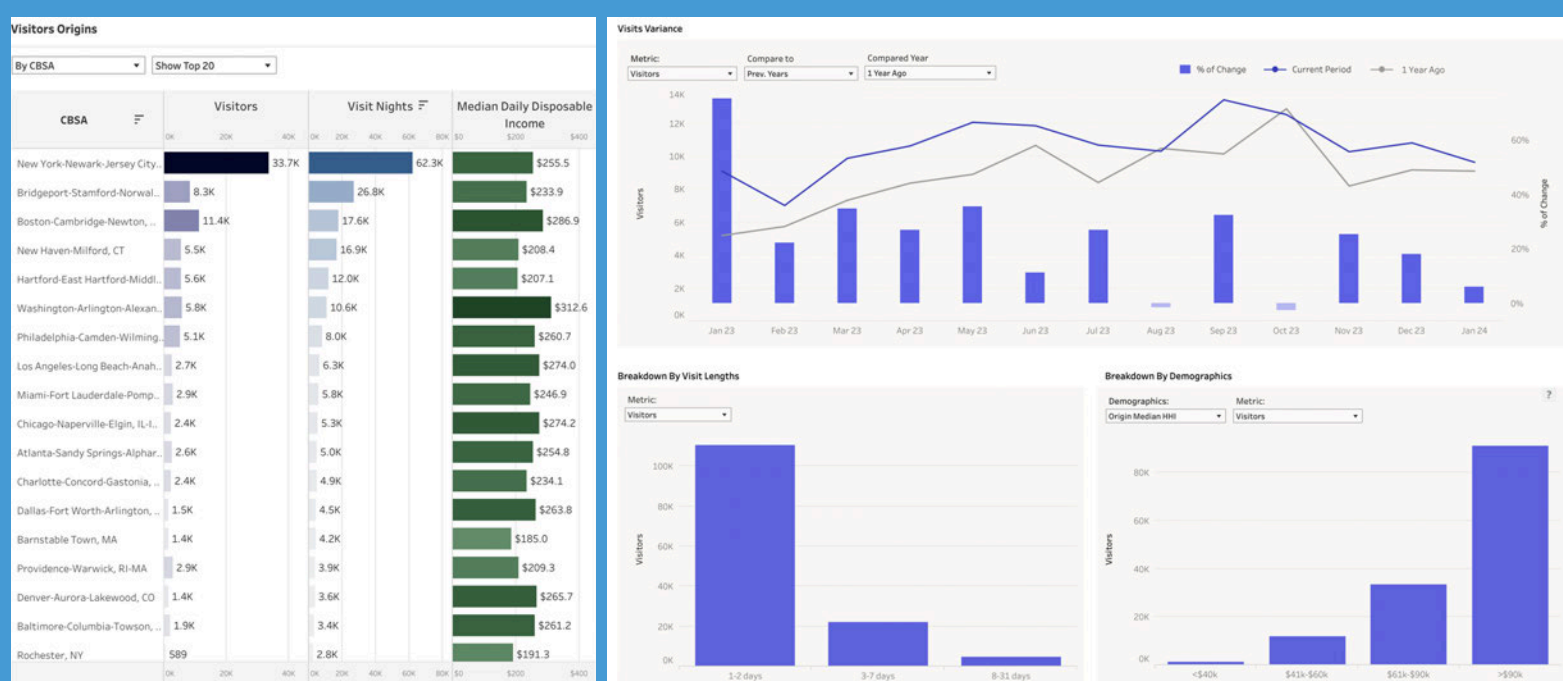 Visitors Origins
By CBSA
Show Top 20
CBSA
Visitors
Visit Nights
Median Daily Disposable
Income
0K 20K 40K 0K 20K 40K 60K 80K $0 $200 $400
New York-Newark-Jersey City.. 33.7K 62.3K $255.5
Bridgeport-Stamford-Norwal.. 8.3K 26.8K $233.9
Boston-Cambridge-Newton, .. 11.4K 17.6K $286.9
New Haven-Milford, CT 5.5K 16.9K $208.4
Hartford-East Hartford-Middl.. 5.6K 12.0K $207.1
Washington-Arlington-Alexan.. 5.8K 10.6K $312.6
Philadelphia-Camden-Wilming.. 5.1K 8.0K $260.7
Los Angeles-Long Beach-Anah.. 2.7K 6.3K $274.0
Miami-Fort Lauderdale-Pomp.. 2.9K 5.8K $246.9
Chicago-Naperville-Elgin, IL-I.. 2.4K 5.3K $274.2
Atlanta-Sandy Springs-Alphar.. 2.6K 5.0K $254.8
Charlotte-Concord-Gastonia, .. 2.4K 4.9K $234.1
Dallas-Fort Worth-Arlington, .. 1.5K 4.5K $263.8
Barnstable Town, MA 1.4K 4.2K $185.0
Providence-Warwick, RI-MA 2.9K 3.9K $209.3
Denver-Aurora-Lakewood, CO 1.4K 3.6K $265.7
Baltimore-Columbia-Towson, .. 1.9K 3.4K $261.2
Rochester, NY 589 2.8K $191.3
0K 20K 40K 0K 20K 40K 60K 80K $0 $200 $400
Visits Variance
Metric: Compare to Compared Year
Visitors Prev. Years 1 Year Ago
% of Change Current Period 1 Year Ago
14K
12K
10K
8K
6K
4K
2K
0K
Visitors
60%
40%
20%
0%
% of Change
Jan 23 Feb 23 Mar 23 Apr 23 May 23 Jun 23 Jul 23 Aug 23 Sep 23 Oct 23 Nov 23 Dec 23 Jan 24
Breakdown By Visit Lengths
Metric:
Visitors
100K
80K
60K
40K
20K
0K
Visitors
1-2 days 3-7 days 8-31 days
Breakdown By Demographics
?
Demographics: Metric:
Origin Median HHI Visitors
80K
60K
40K
20K
0K
Visitors
<$40k $41k-$60k $61k-$90k >$90k